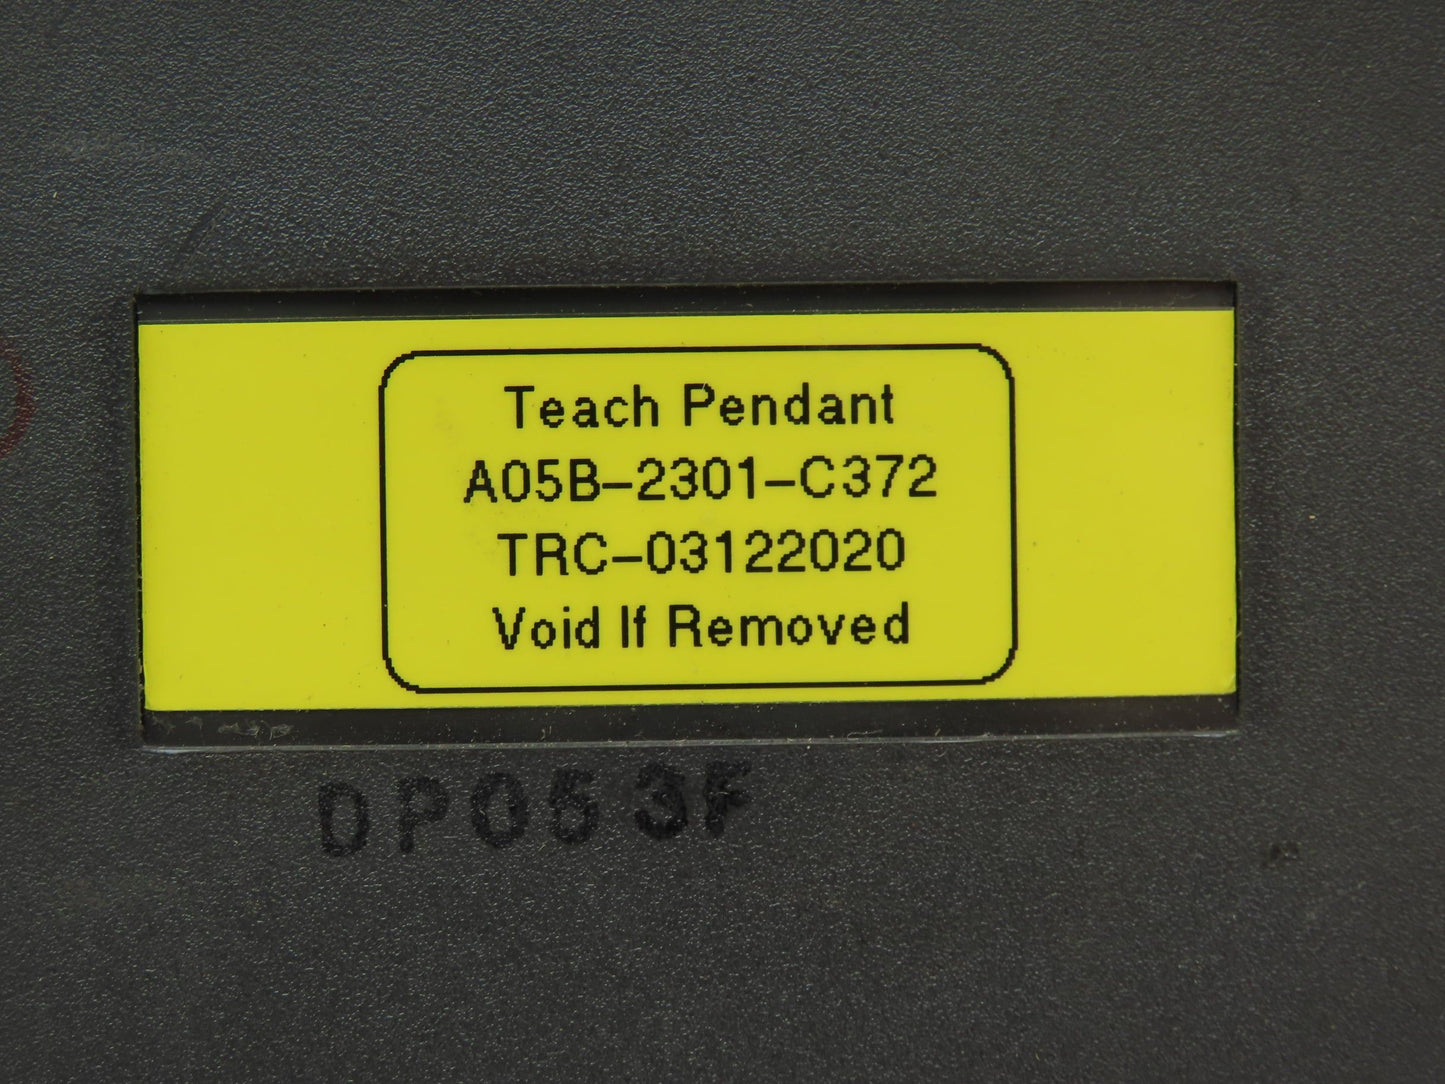 Teach Pendant
A05B-2301-C372
TRC-03122020
Void If Removed
DP053F